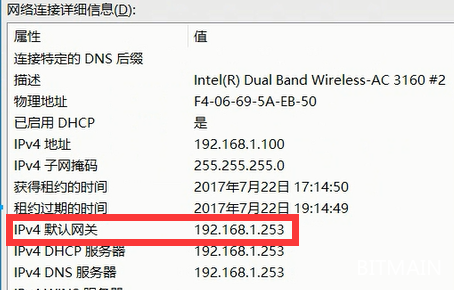 网络连接详细信息(D):
属性 值
连接特定的 DNS 后缀
描述 Intel(R) Dual Band Wireless-AC 3160 #2
物理地址 F4-06-69-5A-EB-50
已启用 DHCP 是
IPv4 地址 192.168.1.100
IPv4 子网掩码 255.255.255.0
获得租约的时间 2017年7月22日 17:14:50
租约过期的时间 2017年7月22日 19:14:49
IPv4 默认网关 192.168.1.253
IPv4 DHCP 服务器 192.168.1.253
IPv4 DNS 服务器 192.168.1.253
BITMAIN